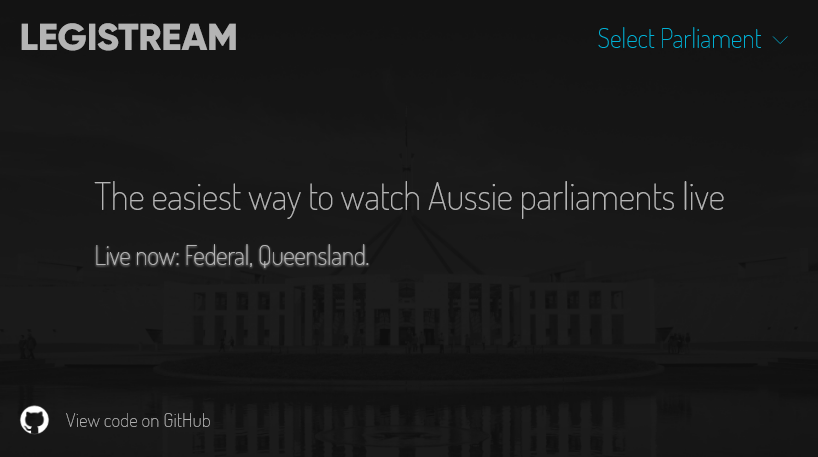 LEGISTREAM
Select Parliament
The easiest way to watch Aussie parliaments live
Live now: Federal, Queensland.
View code on GitHub